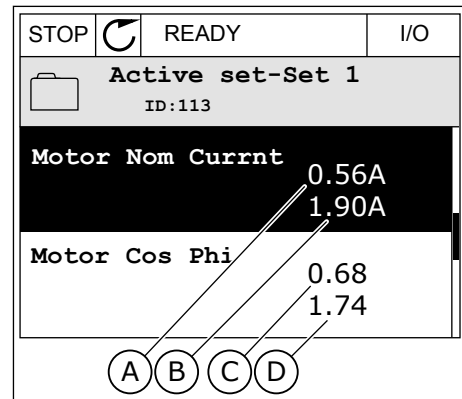 STOP READY I/O
Active set-Set 1
ID:113
Motor Nom Currnt
0.56A
1.90A
Motor Cos Phi
0.68
1.74
A B C D